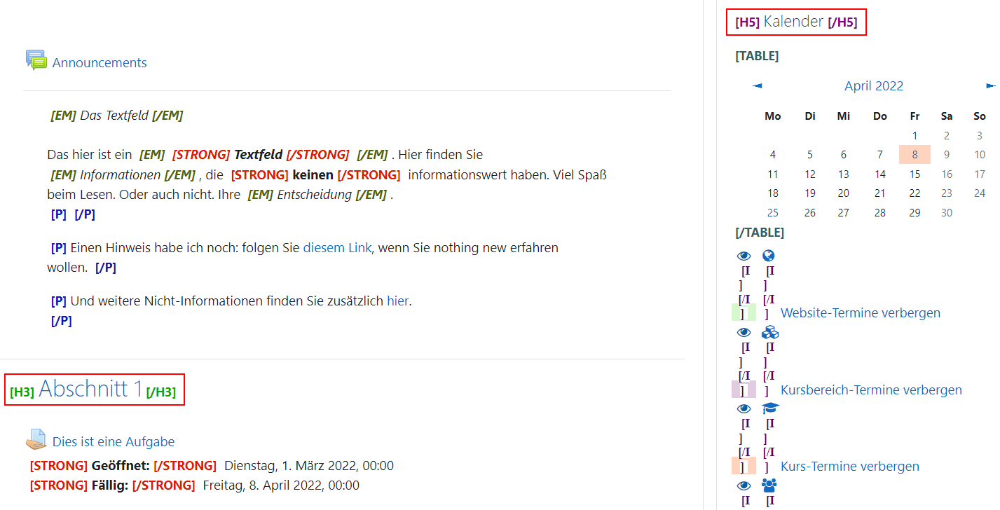 Announcements
[EM] Das Textfeld [/EM]
Das hier ist ein [EM] [STRONG] Textfeld [/STRONG] [/EM] . Hier finden Sie
[EM] Informationen [/EM] , die [STRONG] keinen [/STRONG] informationswert haben. Viel Spaß
beim Lesen. Oder auch nicht. Ihre [EM] Entscheidung [/EM] .
[P] [/P]
[P] Einen Hinweis habe ich noch: folgen Sie diesem Link, wenn Sie nothing new erfahren
wollen. [/P]
[P] Und weitere Nicht-Informationen finden Sie zusätzlich hier.
[/P]
[H3] Abschnitt 1 [/H3]
Dies ist eine Aufgabe
[STRONG] Geöffnet: [/STRONG] Dienstag, 1. März 2022, 00:00
[STRONG] Fällig: [/STRONG] Freitag, 8. April 2022, 00:00
[H5] Kalender [/H5]
[TABLE]
◄ April 2022 ►
Mo Di Mi Do Fr Sa So
1 2 3
4 5 6 7 8 9 10
11 12 13 14 15 16 17
18 19 20 21 22 23 24
25 26 27 28 29 30
[/TABLE]
[I [I
] ]
[/I [/I
] ] Website-Termine verbergen
[I [I
] ]
[/I [/I
] ] Kursbereich-Termine verbergen
[I [I
] ]
[/I [/I
] ] Kurs-Termine verbergen
[I [I